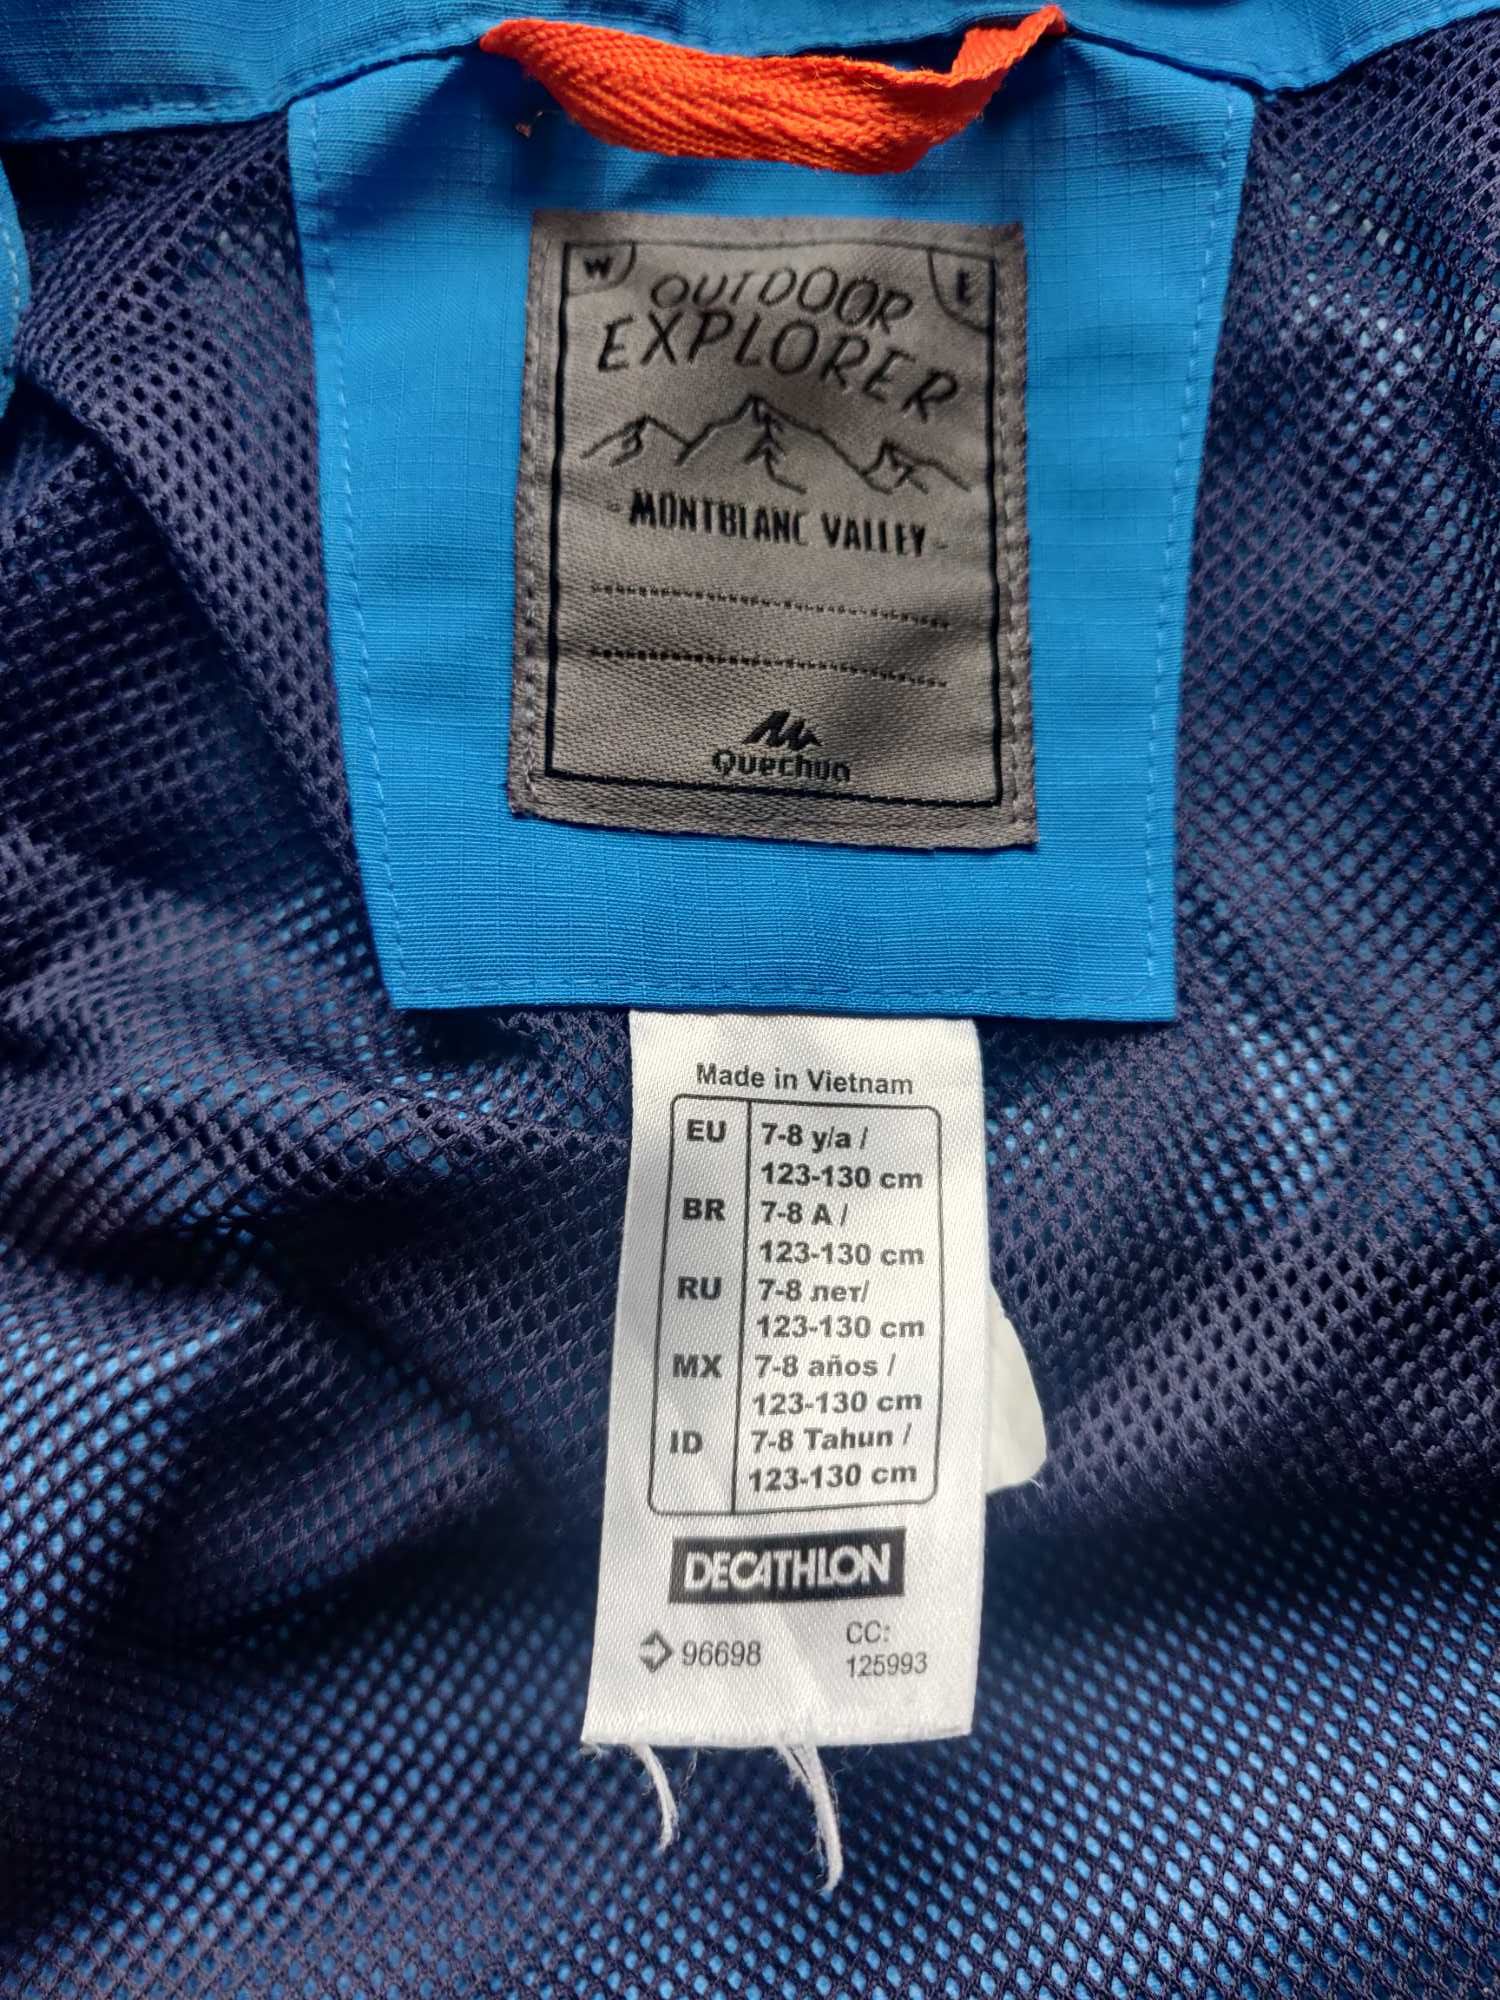 W
E
OUTDOOR
EXPLORER
- MONTBLANC VALLEY -
Quechua
Made in Vietnam
EU 7-8 y/a /
123-130 cm
BR 7-8 A /
123-130 cm
RU 7-8 лет/
123-130 cm
MX 7-8 años /
123-130 cm
ID 7-8 Tahun /
123-130 cm
DECATHLON
96698 CC:
125993